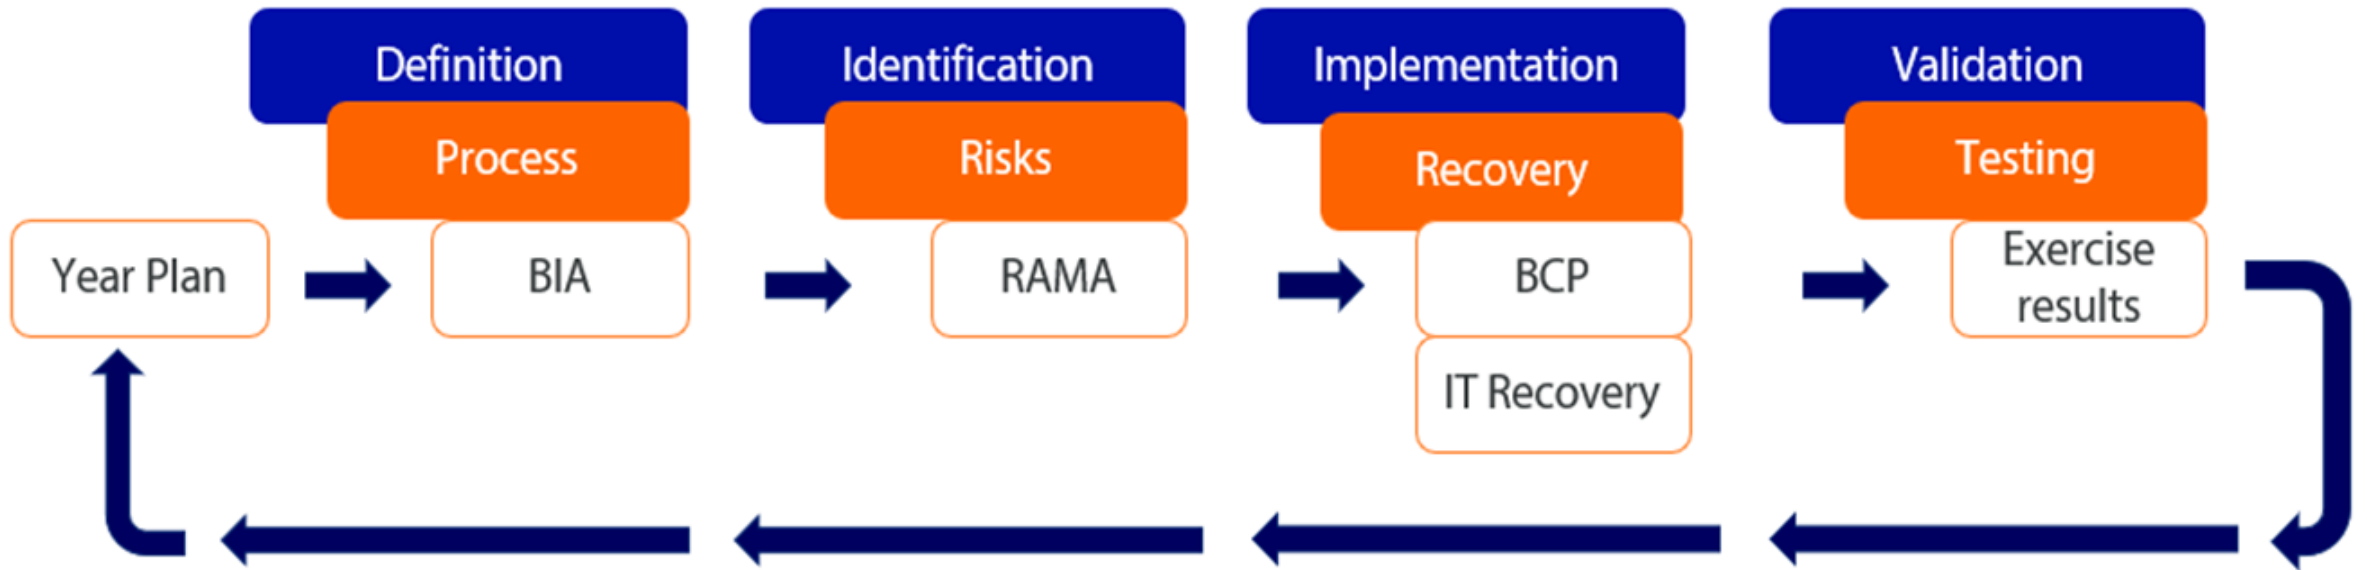 Definition
Process
Year Plan
BIA
Identification
Risks
RAMA
Implementation
Recovery
BCP
IT Recovery
Validation
Testing
Exercise
results